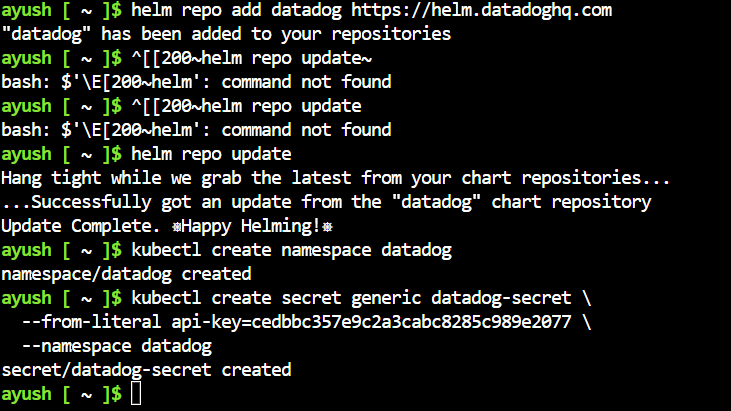 ayush [ ~ ]$ helm repo add datadog https://helm.datadoghq.com
"datadog" has been added to your repositories
ayush [ ~ ]$ ^[[200~helm repo update~
bash: $'\E[200~helm': command not found
ayush [ ~ ]$ ^[[200~helm repo update
bash: $'\E[200~helm': command not found
ayush [ ~ ]$ helm repo update
Hang tight while we grab the latest from your chart repositories...
...Successfully got an update from the "datadog" chart repository
Update Complete. ⎈Happy Helming!⎈
ayush [ ~ ]$ kubectl create namespace datadog
namespace/datadog created
ayush [ ~ ]$ kubectl create secret generic datadog-secret \
  --from-literal api-key=cedbbc357e9c2a3cabc8285c989e2077 \
  --namespace datadog
secret/datadog-secret created
ayush [ ~ ]$